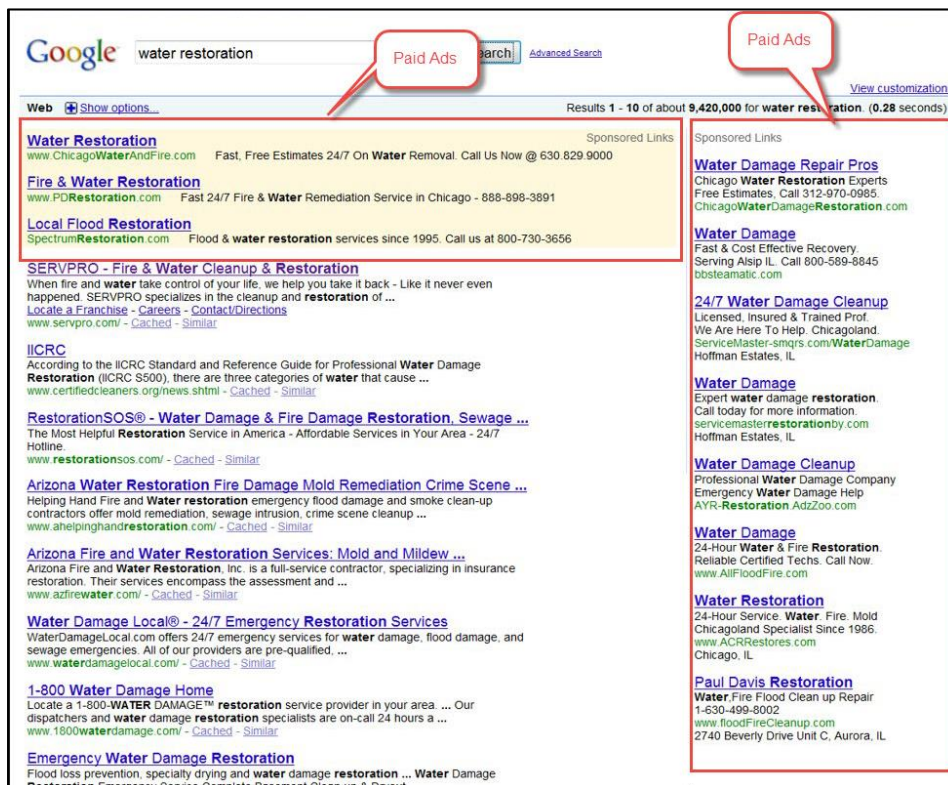 Google
water restoration
earch
Advanced Search
Paid Ads
Paid Ads
View customization
Web Show options...
Results 1 - 10 of about 9,420,000 for water restoration. (0.28 seconds)
Water Restoration
Sponsored Links
www.ChicagoWaterAndFire.com Fast, Free Estimates 24/7 On Water Removal. Call Us Now @ 630.829.9000
Fire & Water Restoration
www.PDRestoration.com Fast 24/7 Fire & Water Remediation Service in Chicago - 888-898-3891
Local Flood Restoration
SpectrumRestoration.com Flood & water restoration services since 1995. Call us at 800-730-3656
SERVPRO - Fire & Water Cleanup & Restoration
When fire and water take control of your life, we help you take it back - Like it never even
happened. SERVPRO specializes in the cleanup and restoration of ...
Locate a Franchise - Careers - Contact/Directions
www.servpro.com/ - Cached - Similar
IICRC
According to the IICRC Standard and Reference Guide for Professional Water Damage
Restoration (IICRC S500), there are three categories of water that cause ...
www.certifiedcleaners.org/news.shtml - Cached - Similar
RestorationSOS® - Water Damage & Fire Damage Restoration, Sewage ...
The Most Helpful Restoration Service in America - Affordable Services in Your Area - 24/7
Hotline.
www.restorationsos.com/ - Cached - Similar
Arizona Water Restoration Fire Damage Mold Remediation Crime Scene ...
Helping Hand Fire and Water restoration emergency flood damage and smoke clean-up
contractors offer mold remediation, sewage intrusion, crime scene cleanup ...
www.ahelpinghandrestoration.com/ - Cached - Similar
Arizona Fire and Water Restoration Services: Mold and Mildew ...
Arizona Fire and Water Restoration, Inc. is a full-service contractor, specializing in insurance
restoration. Their services encompass the assessment and ...
www.azfirewater.com/ - Cached - Similar
Water Damage Local® - 24/7 Emergency Restoration Services
WaterDamageLocal.com offers 24/7 emergency services for water damage, flood damage, and
sewage emergencies. All of our providers are pre-qualified, ...
www.waterdamagelocal.com/ - Cached - Similar
1-800 Water Damage Home
Locate a 1-800-WATER DAMAGE™ restoration service provider in your area. ... Our
dispatchers and water damage restoration specialists are on-call 24 hours a ...
www.1800waterdamage.com/ - Cached - Similar
Emergency Water Damage Restoration
Flood loss prevention, specialty drying and water damage restoration ... Water Damage
Sponsored Links
Water Damage Repair Pros
Chicago Water Restoration Experts
Free Estimates, Call 312-970-0985.
ChicagoWaterDamageRestoration.com
Water Damage
Fast & Cost Effective Recovery.
Serving Alsip IL. Call 800-589-8845
bbsteamatic.com
24/7 Water Damage Cleanup
Licensed, Insured & Trained Prof.
We Are Here To Help. Chicagoland.
ServiceMaster-smqrs.com/WaterDamage
Hoffman Estates, IL
Water Damage
Expert water damage restoration.
Call today for more information.
servicemasterrestorationby.com
Hoffman Estates, IL
Water Damage Cleanup
Professional Water Damage Company
Emergency Water Damage Help
AYR-Restoration.AdzZoo.com
Water Damage
24-Hour Water & Fire Restoration.
Reliable Certified Techs. Call Now.
www.AllFloodFire.com
Water Restoration
24-Hour Service. Water. Fire. Mold
Chicagoland Specialist Since 1986.
www.ACRRestores.com
Chicago, IL
Paul Davis Restoration
Water,Fire Flood Clean up Repair
1-630-499-8002
www.floodFireCleanup.com
2740 Beverly Drive Unit C, Aurora, IL